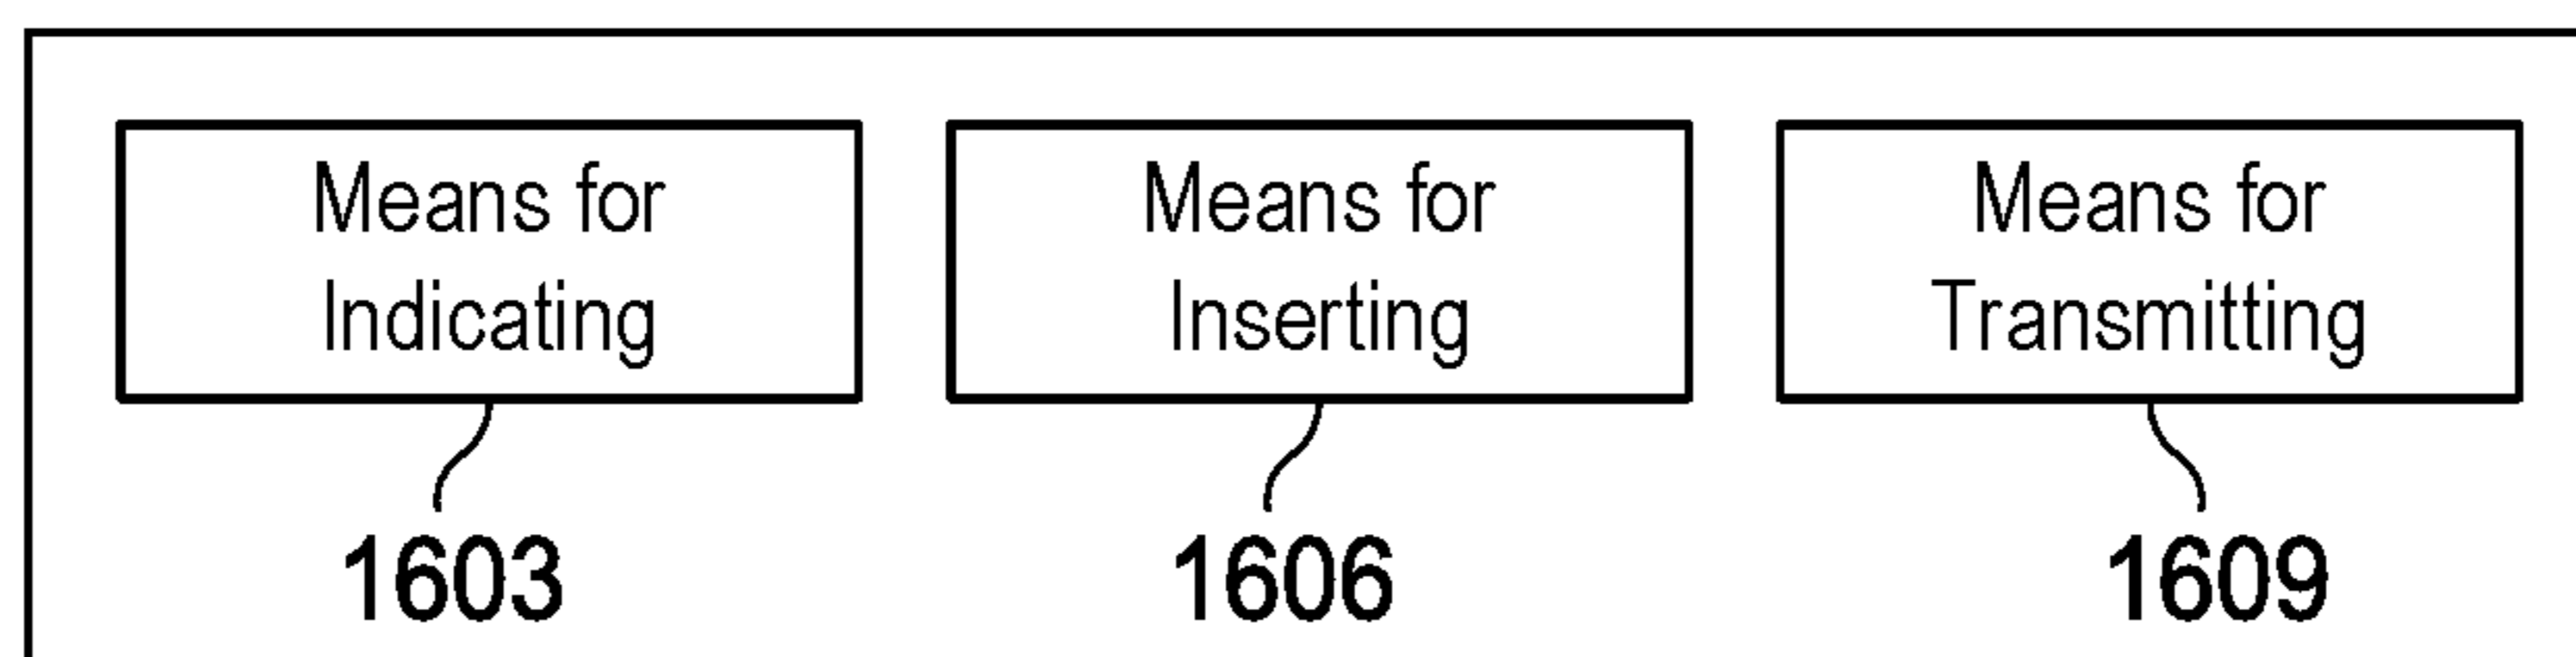 Means for
Indicating
Means for
Inserting
Means for
Transmitting
1603
1606
1609